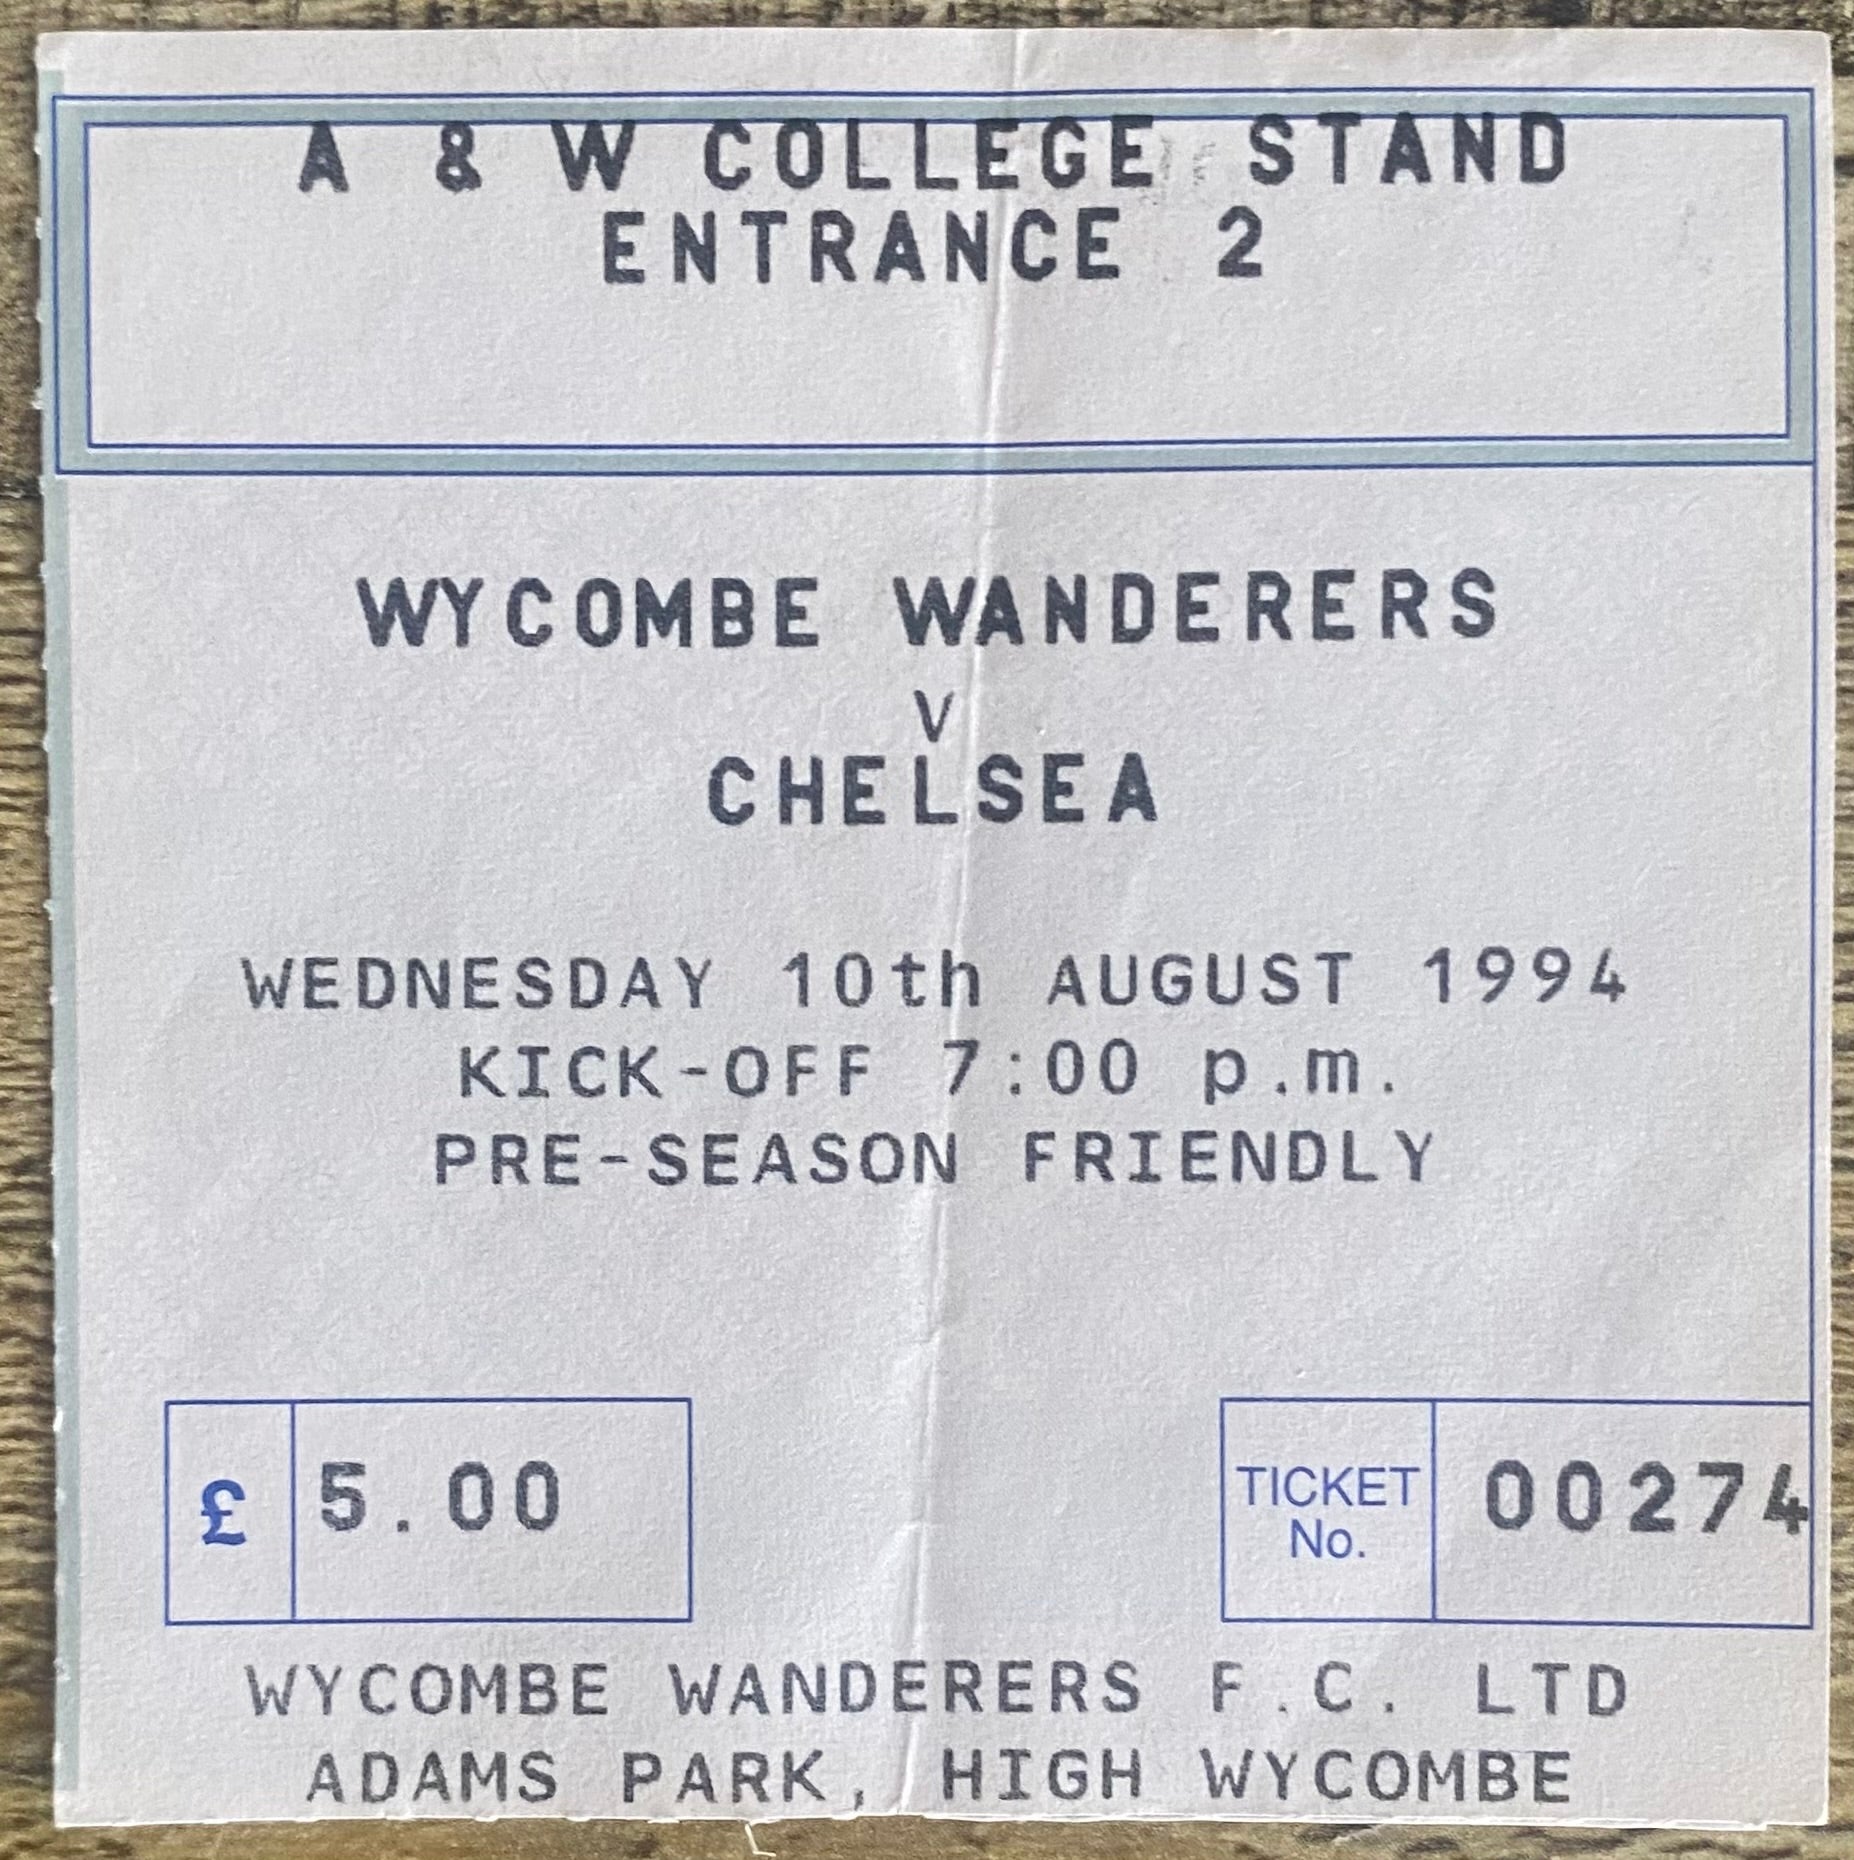 A & W COLLEGE STAND
ENTRANCE 2
WYCOMBE WANDERERS
V
CHELSEA
WEDNESDAY 10th AUGUST 1994
KICK-OFF 7:00 p.m.
PRE-SEASON FRIENDLY
£ 5.00
TICKET No. 00274
WYCOMBE WANDERERS F.C. LTD
ADAMS PARK, HIGH WYCOMBE